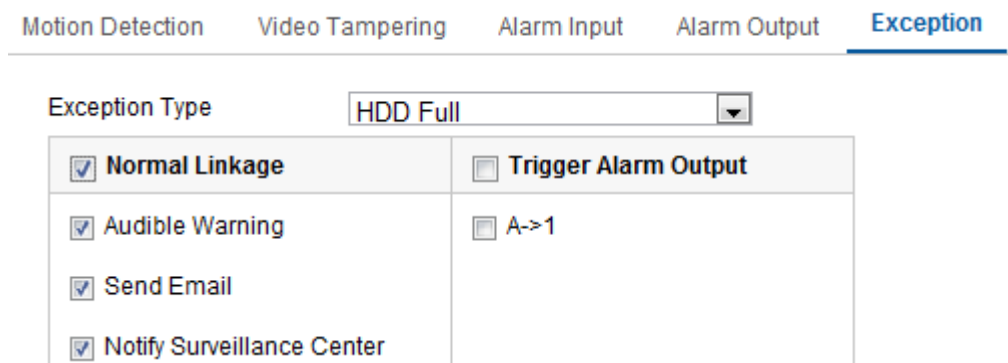 Motion Detection Video Tampering Alarm Input Alarm Output Exception
Exception Type HDD Full
Normal Linkage Trigger Alarm Output
Audible Warning A->1
Send Email
Notify Surveillance Center